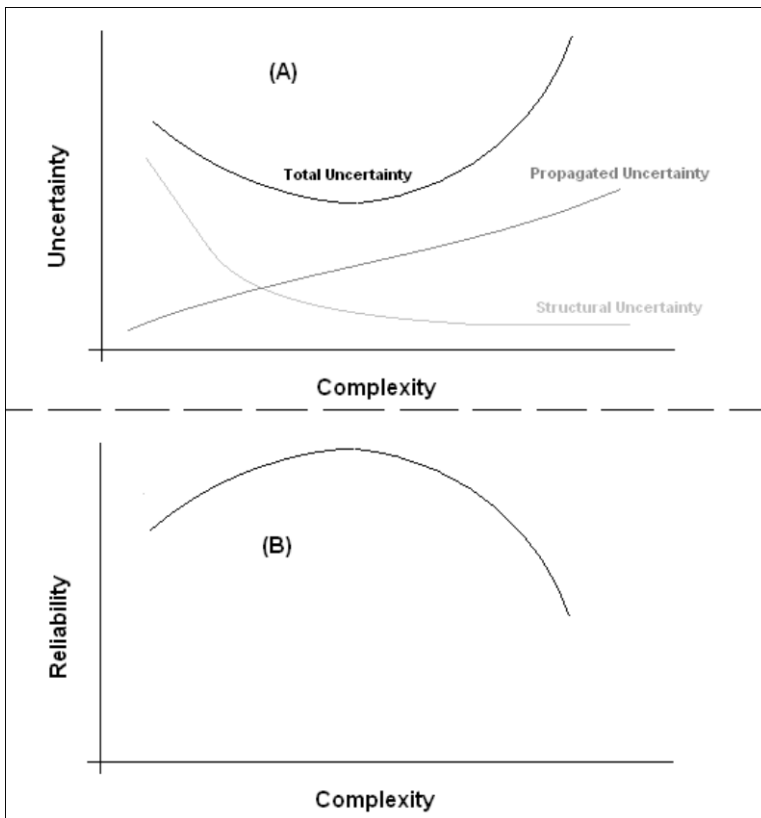 (A)
Uncertainty
Total Uncertainty
Propagated Uncertainty
Structural Uncertainty
Complexity
(B)
Reliability
Complexity